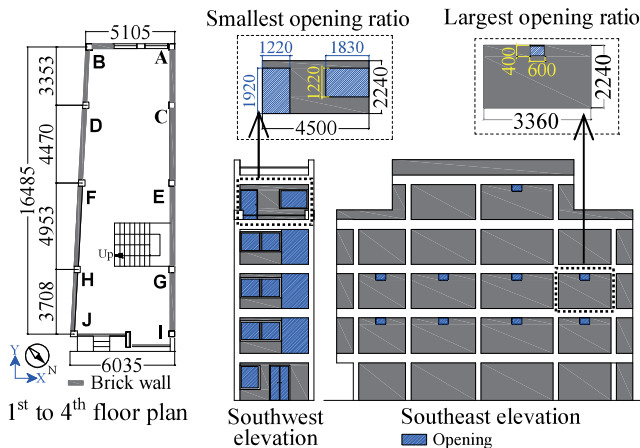 Smallest opening ratio
Largest opening ratio
5105
1220
1830
1920
1220
2240
4500
400
600
2240
3360
B
A
3353
D
C
4470
16485
F
E
4953
Up
H
G
3708
J
I
6035
Y
X
N
Brick wall
1st to 4th floor plan
Southwest
elevation
Southeast elevation
Opening